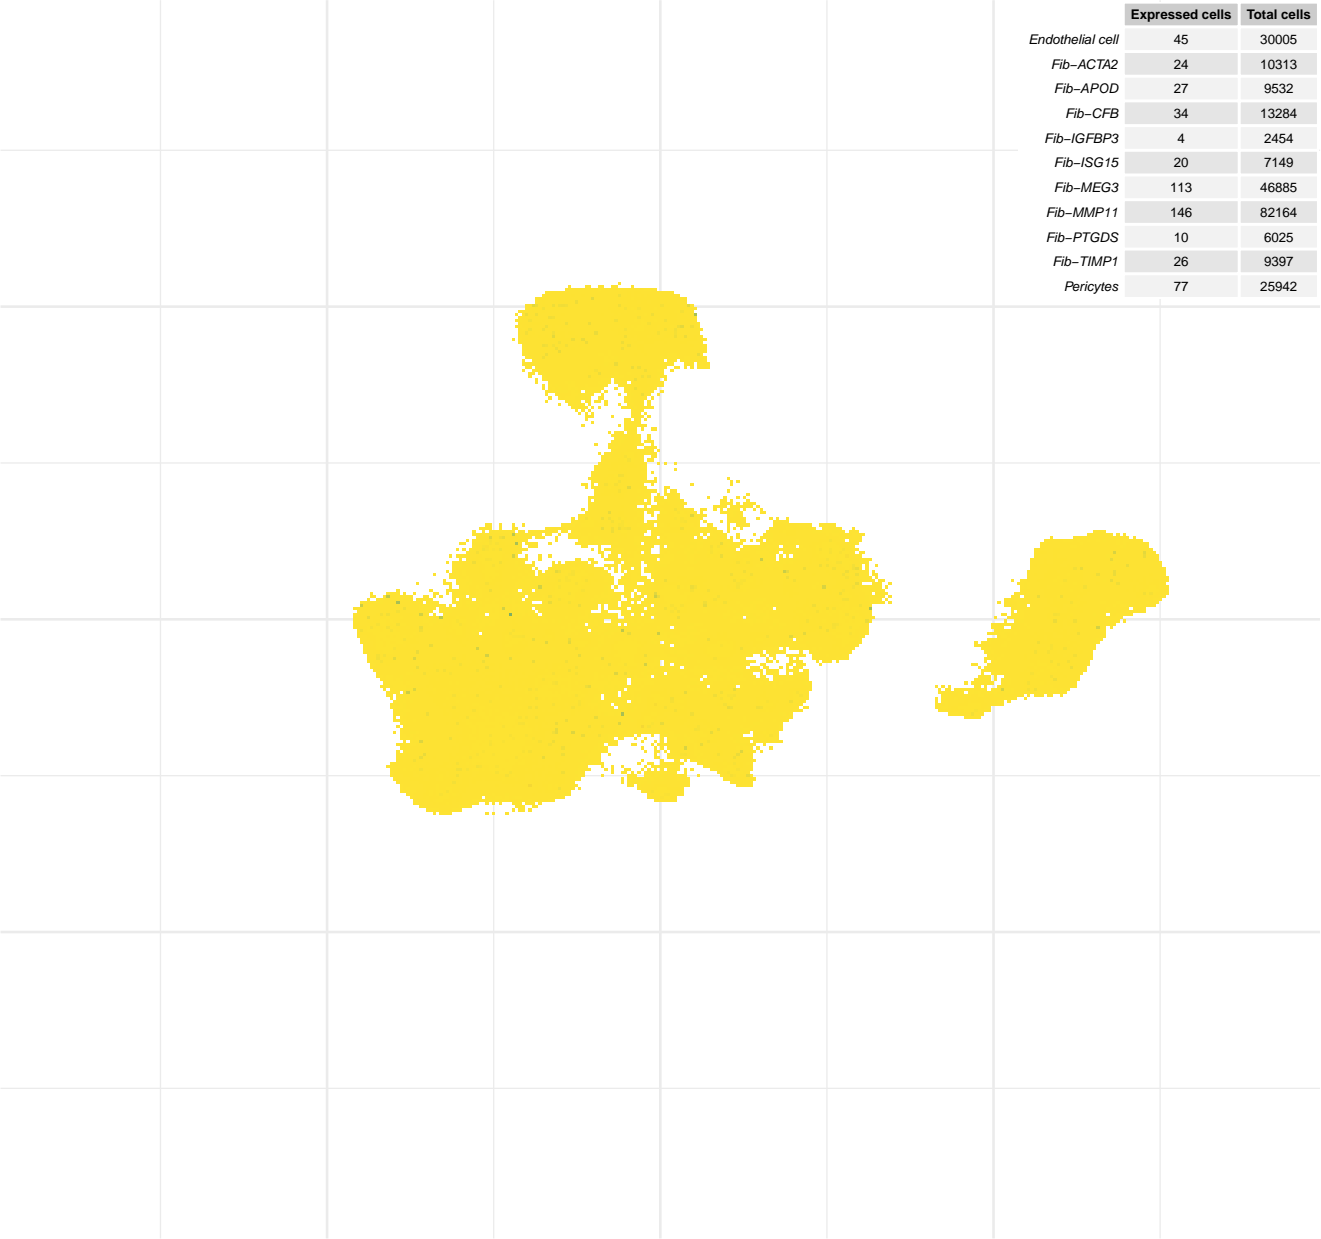 Expressed cells Total cells
Endothelial cell 45 30005
Fib−ACTA2 24 10313
Fib−APOD 27 9532
Fib−CFB 34 13284
Fib−IGFBP3 4 2454
Fib−ISG15 20 7149
Fib−MEG3 113 46885
Fib−MMP11 146 82164
Fib−PTGDS 10 6025
Fib−TIMP1 26 9397
Pericytes 77 25942